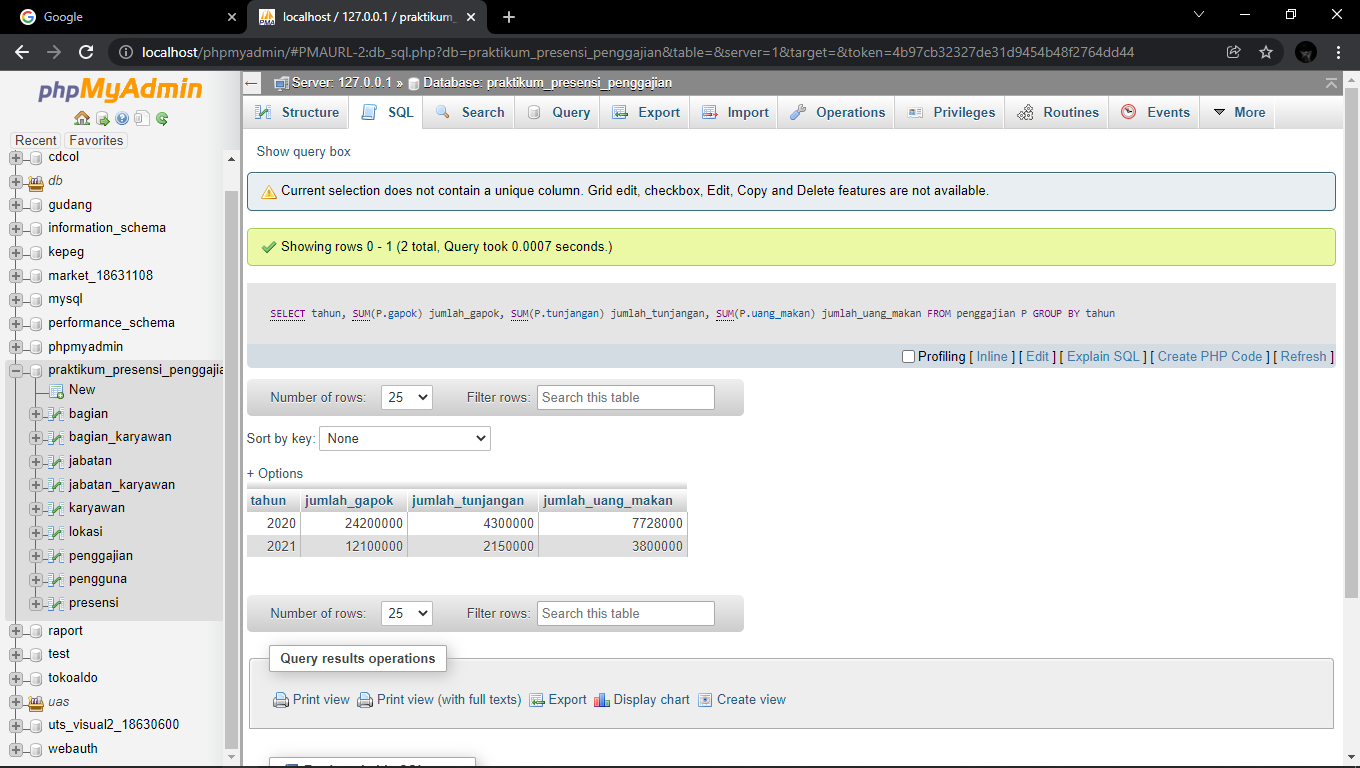 Google
localhost / 127.0.0.1 / praktikum_
localhost/phpmyadmin/#PMAURL-2:db_sql.php?db=praktikum_presensi_penggajian&table=&server=1&target=&token=4b97cb32327de31d9454b48f2764dd44
phpMyAdmin
Recent Favorites
cdcol
db
gudang
information_schema
kepeg
market_18631108
mysql
performance_schema
phpmyadmin
praktikum_presensi_penggajia
New
bagian
bagian_karyawan
jabatan
jabatan_karyawan
karyawan
lokasi
penggajian
pengguna
presensi
raport
test
tokoaldo
uas
uts_visual2_18630600
webauth
Server: 127.0.0.1 » Database: praktikum_presensi_penggajian
Structure SQL Search Query Export Import Operations Privileges Routines Events More
Show query box
Current selection does not contain a unique column. Grid edit, checkbox, Edit, Copy and Delete features are not available.
Showing rows 0 - 1 (2 total, Query took 0.0007 seconds.)
SELECT tahun, SUM(P.gapok) jumlah_gapok, SUM(P.tunjangan) jumlah_tunjangan, SUM(P.uang_makan) jumlah_uang_makan FROM penggajian P GROUP BY tahun
Profiling [ Inline ] [ Edit ] [ Explain SQL ] [ Create PHP Code ] [ Refresh ]
Number of rows: 25 Filter rows: Search this table
Sort by key: None
+ Options
tahun jumlah_gapok jumlah_tunjangan jumlah_uang_makan
2020 24200000 4300000 7728000
2021 12100000 2150000 3800000
Number of rows: 25 Filter rows: Search this table
Query results operations
Print view Print view (with full texts) Export Display chart Create view